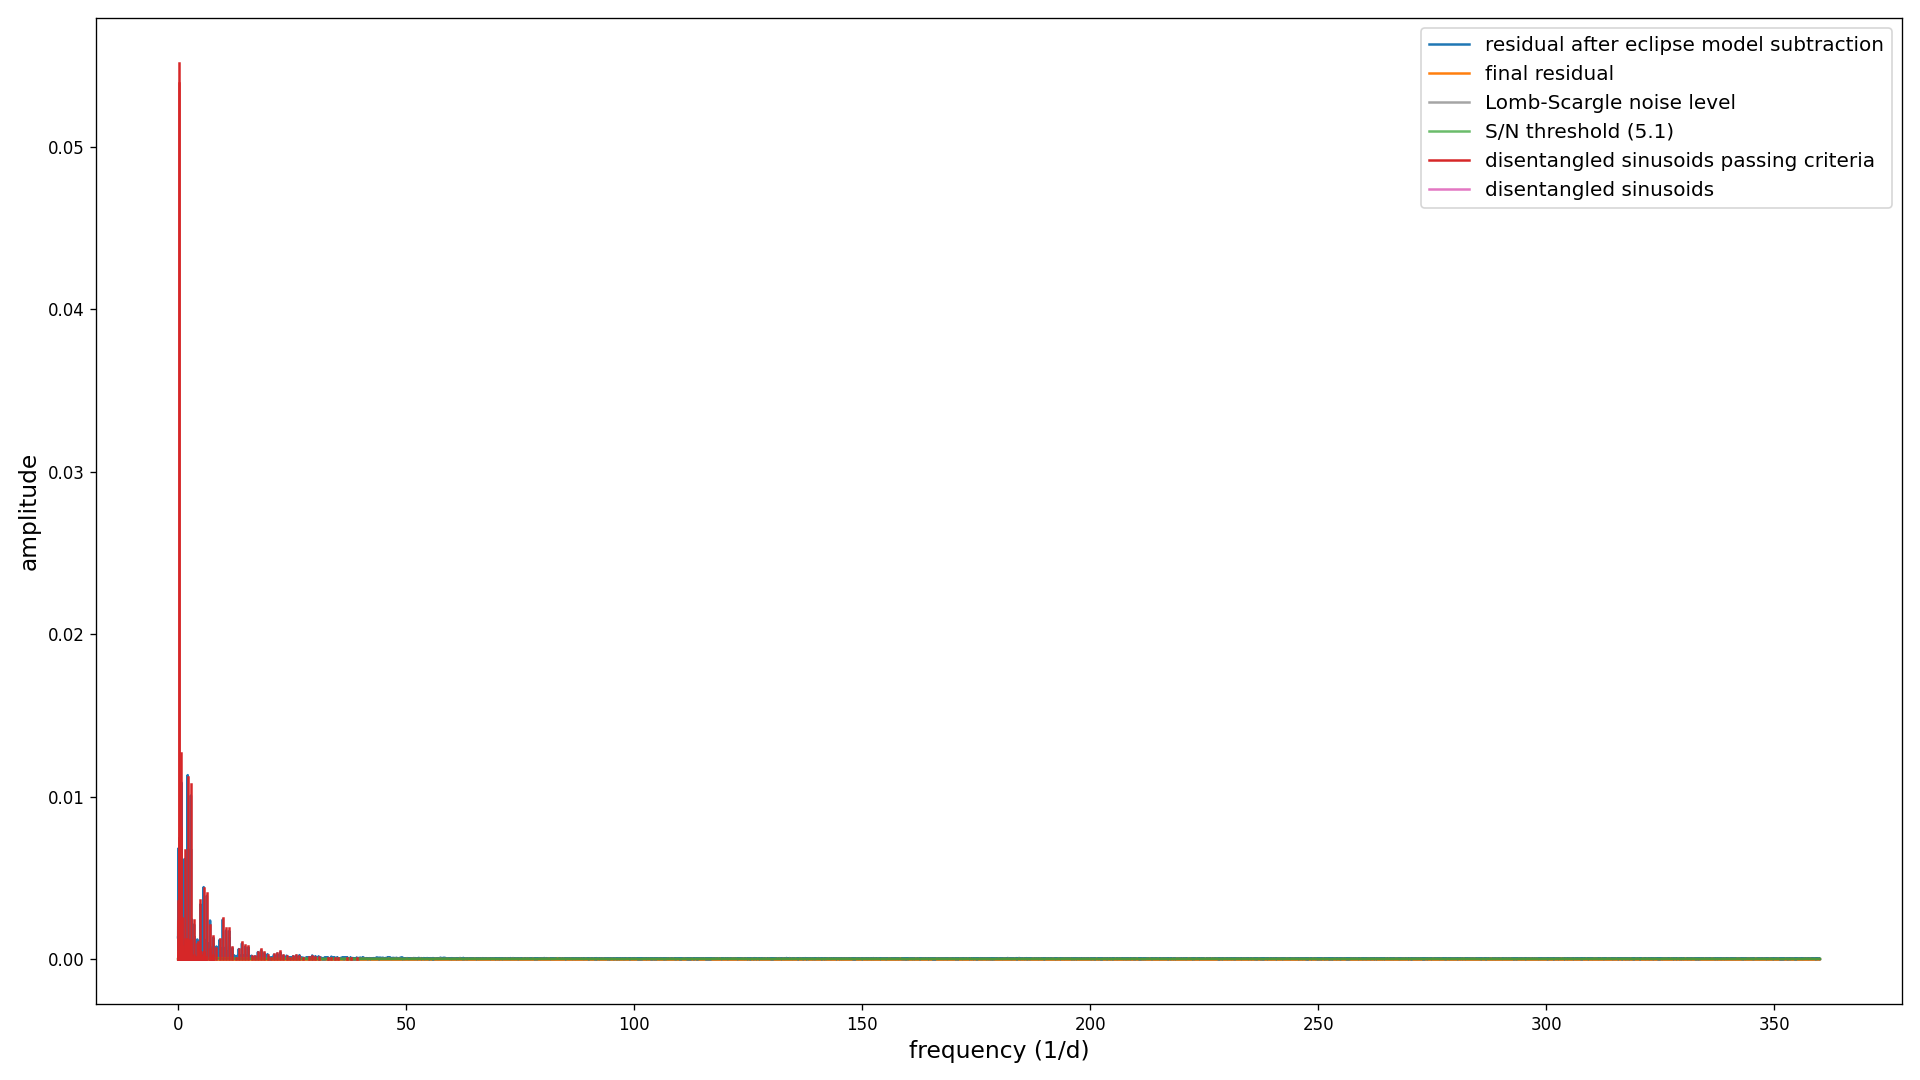 residual after eclipse model subtraction
final residual
Lomb-Scargle noise level
S/N threshold (5.1)
disentangled sinusoids passing criteria
disentangled sinusoids
0.05
0.04
0.03
0.02
0.01
0.00
amplitude
0 50 100 150 200 250 300 350
frequency (1/d)